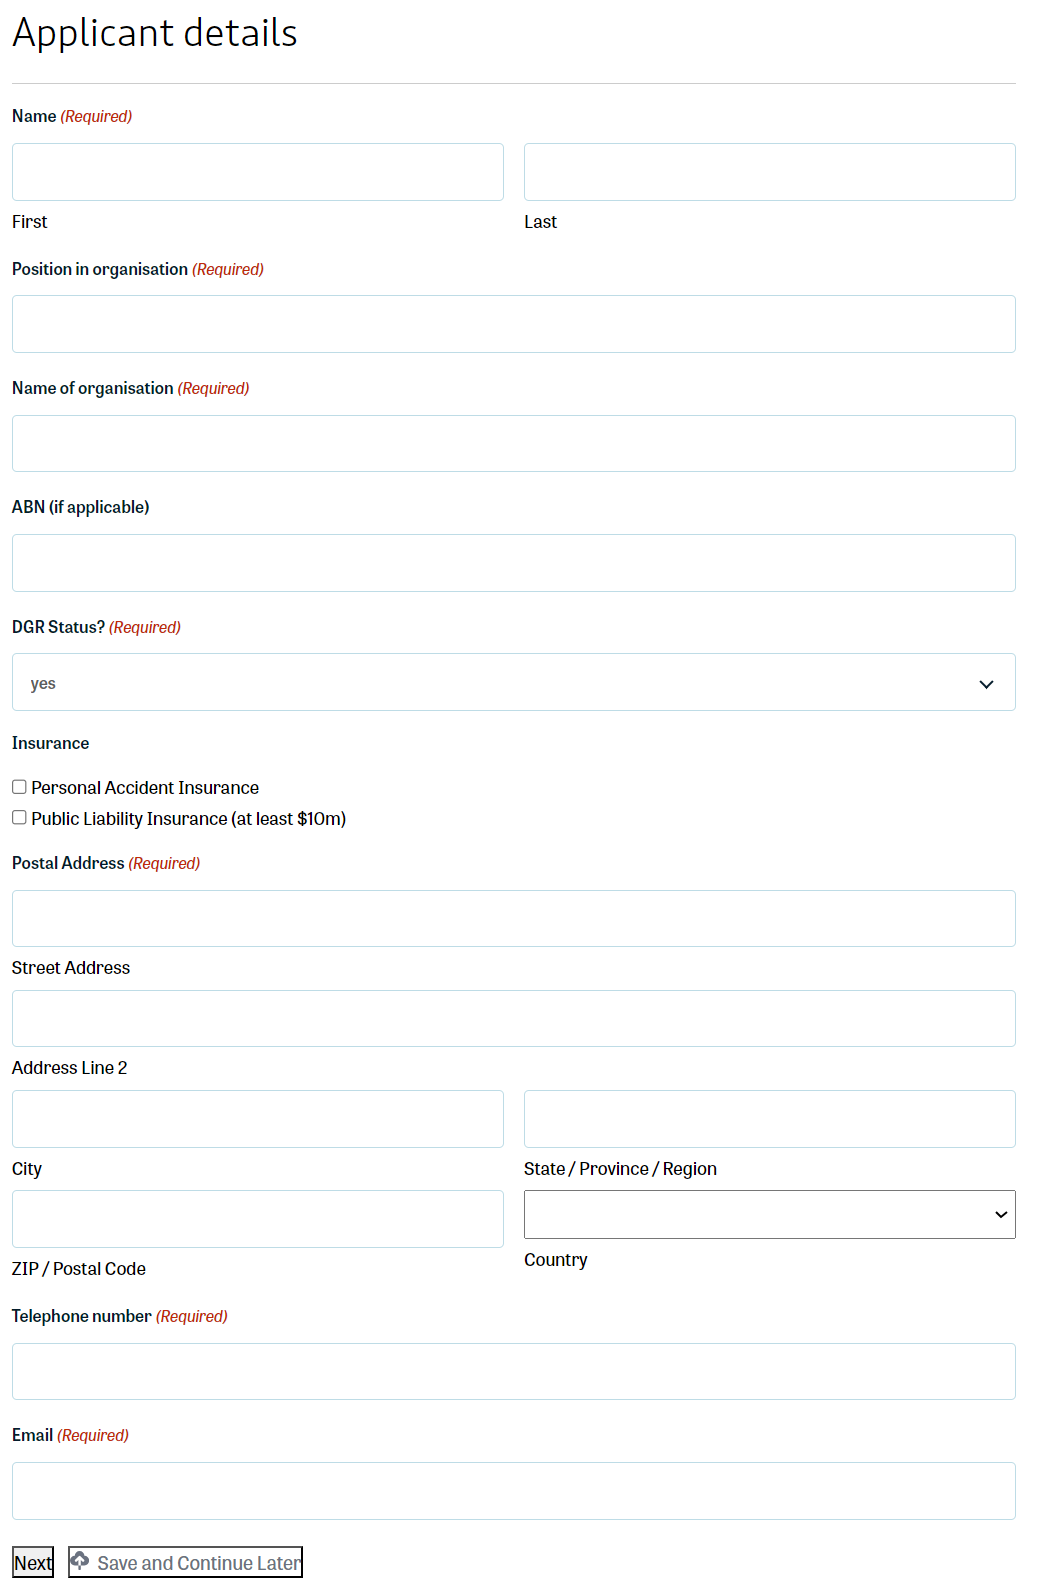 Applicant details
Name (Required)
First
Last
Position in organisation (Required)
Name of organisation (Required)
ABN (if applicable)
DGR Status? (Required)
yes
Insurance
Personal Accident Insurance
Public Liability Insurance (at least $10m)
Postal Address (Required)
Street Address
Address Line 2
City
State / Province / Region
ZIP / Postal Code
Country
Telephone number (Required)
Email (Required)
Next
Save and Continue Later